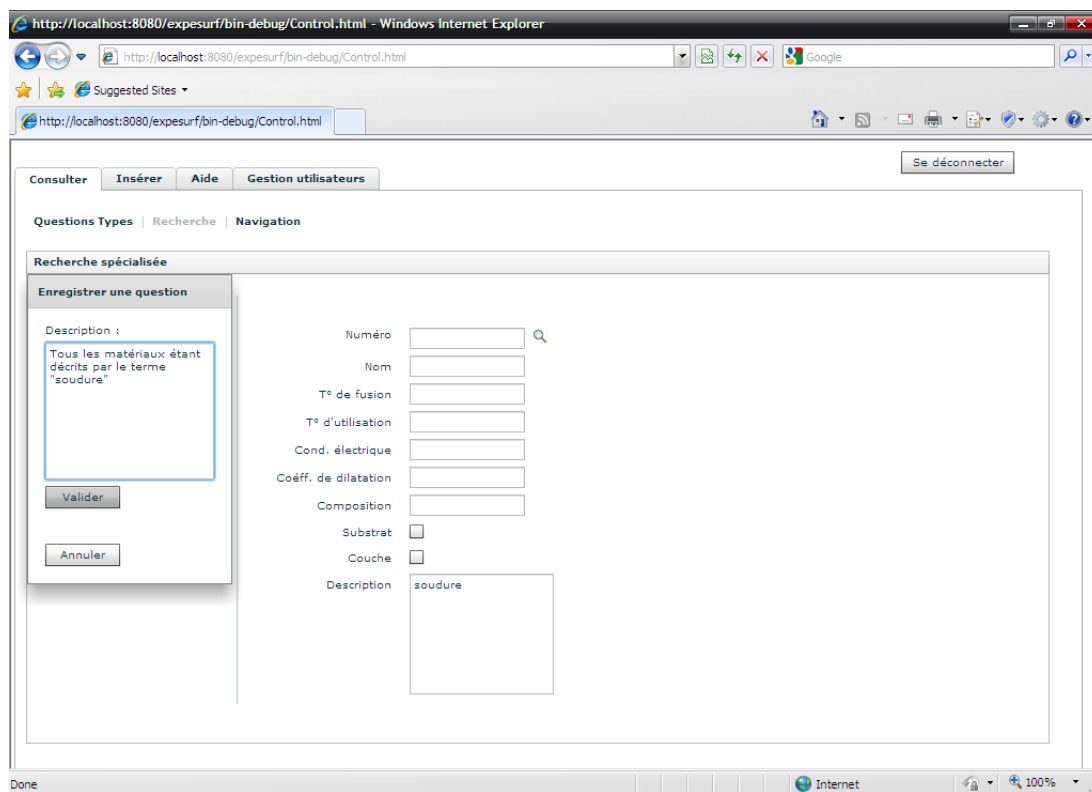 http://localhost:8080/expesurf/bin-debug/Control.html - Windows Internet Explorer
http://localhost:8080/expesurf/bin-debug/Control.html
Google
Suggested Sites
http://localhost:8080/expesurf/bin-debug/Control.html
Se déconnecter
Consulter Insérer Aide Gestion utilisateurs
Questions Types | Recherche | Navigation
Recherche spécialisée
Enregistrer une question
Description :
Tous les matériaux étant
décrits par le terme
"soudure"
Valider
Annuler
Numéro
Nom
T° de fusion
T° d'utilisation
Cond. électrique
Coéff. de dilatation
Composition
Substrat
Couche
Description
soudure
Done
Internet
100%